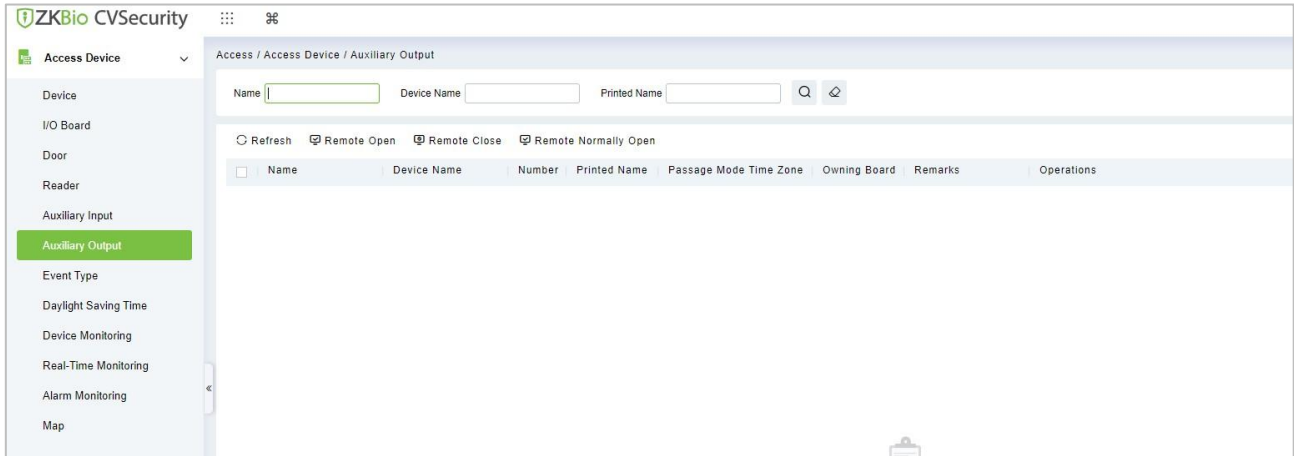 ZKBio CVSecurity
Access Device
Device
I/O Board
Door
Reader
Auxiliary Input
Auxiliary Output
Event Type
Daylight Saving Time
Device Monitoring
Real-Time Monitoring
Alarm Monitoring
Map
Access / Access Device / Auxiliary Output
Name Device Name Printed Name
Refresh Remote Open Remote Close Remote Normally Open
Name Device Name Number Printed Name Passage Mode Time Zone Owning Board Remarks Operations